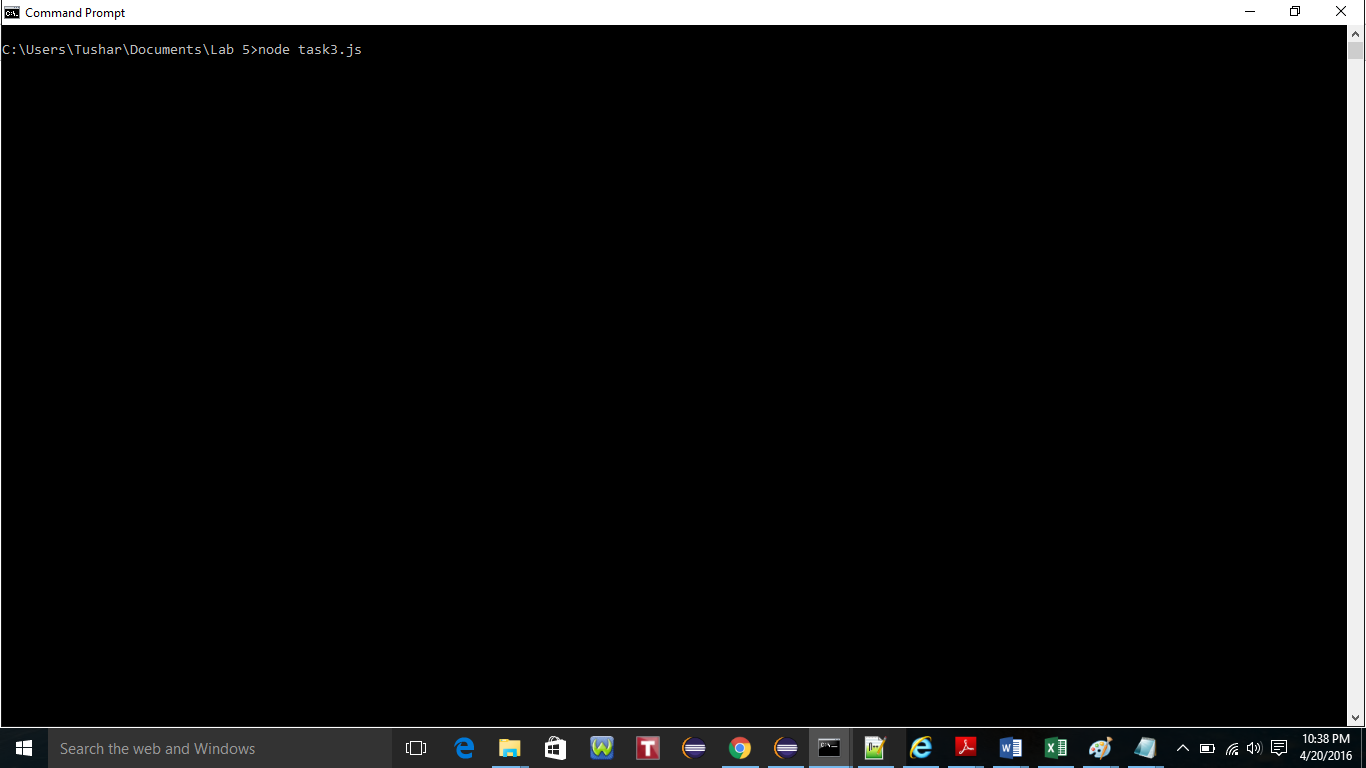 Command Prompt
C:\Users\Tushar\Documents\Lab 5>node task3.js
Search the web and Windows
10:38 PM
4/20/2016